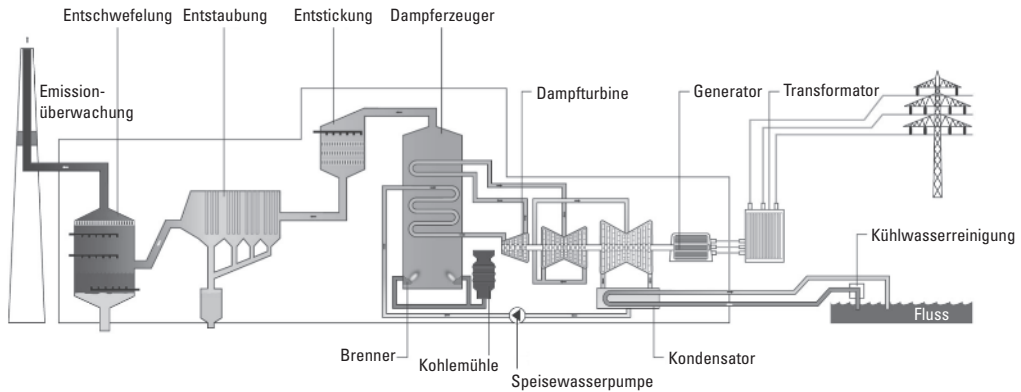 Entschwefelung
Entstaubung
Entstickung
Dampferzeuger
Emission-
überwachung
Dampfturbine
Generator
Transformator
Kühlwasserreinigung
Fluss
Brenner
Kohlemühle
Speisewasserpumpe
Kondensator